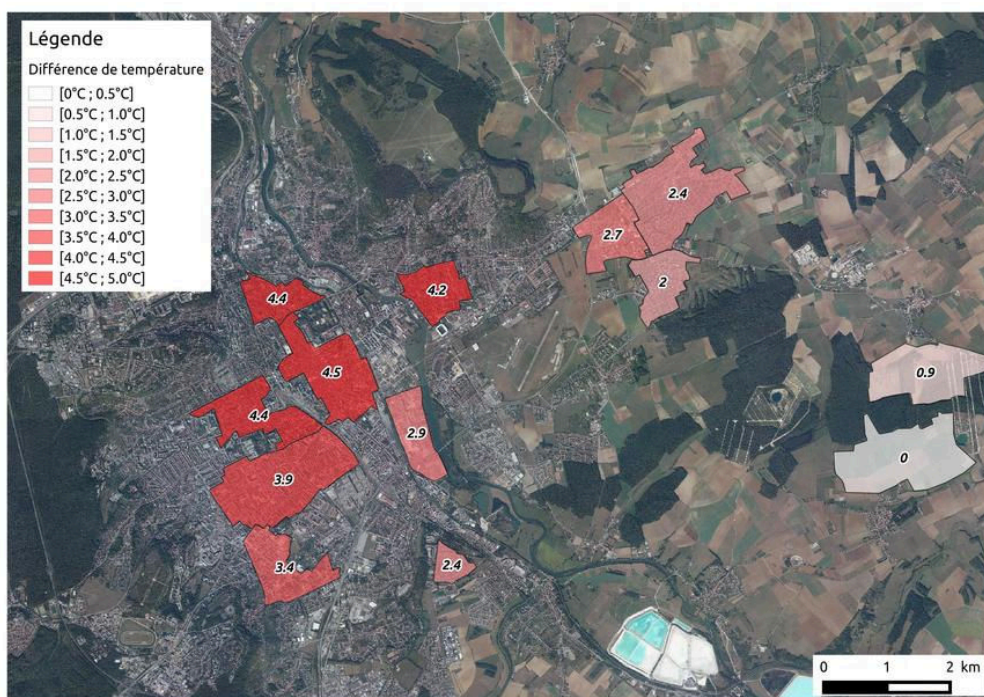 Légende
Différence de température
[0°C ; 0.5°C]
[0.5°C ; 1.0°C]
[1.0°C ; 1.5°C]
[1.5°C ; 2.0°C]
[2.0°C ; 2.5°C]
[2.5°C ; 3.0°C]
[3.0°C ; 3.5°C]
[3.5°C ; 4.0°C]
[4.0°C ; 4.5°C]
[4.5°C ; 5.0°C]
2.4
2.7
2
4.4
4.2
4.5
0.9
4.4
2.9
0
3.9
3.4
2.4
0 1 2 km